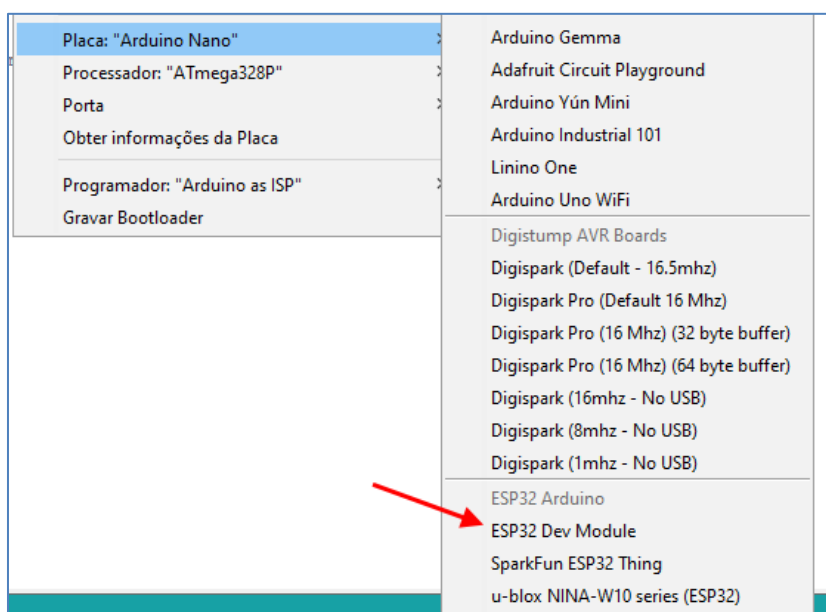 Placa: "Arduino Nano"
Processador: "ATmega328P"
Porta
Obter informações da Placa
Programador: "Arduino as ISP"
Gravar Bootloader
Arduino Gemma
Adafruit Circuit Playground
Arduino Yún Mini
Arduino Industrial 101
Linino One
Arduino Uno WiFi
Digistump AVR Boards
Digispark (Default - 16.5mhz)
Digispark Pro (Default 16 Mhz)
Digispark Pro (16 Mhz) (32 byte buffer)
Digispark Pro (16 Mhz) (64 byte buffer)
Digispark (16mhz - No USB)
Digispark (8mhz - No USB)
Digispark (1mhz - No USB)
ESP32 Arduino
ESP32 Dev Module
SparkFun ESP32 Thing
u-blox NINA-W10 series (ESP32)